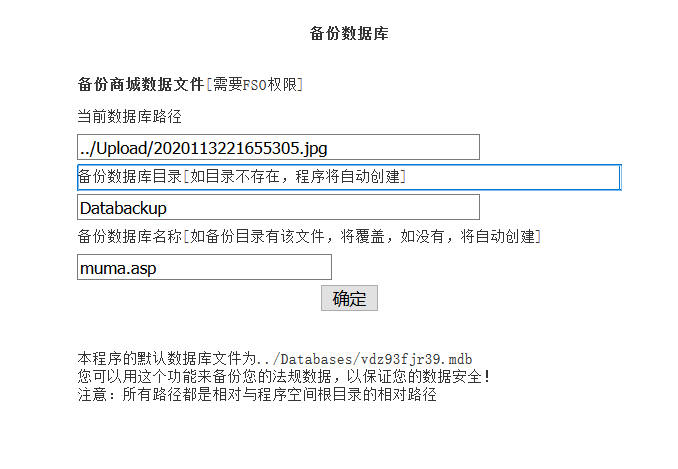 备份数据库
备份商城数据文件[需要FSO权限]
当前数据库路径
../Upload/2020113221655305.jpg
备份数据库目录[如目录不存在，程序将自动创建]
Databackup
备份数据库名称[如备份目录有该文件，将覆盖，如没有，将自动创建]
muma.asp
确定
本程序的默认数据库文件为../Databases/vdz93fjr39.mdb
您可以用这个功能来备份您的法规数据，以保证您的数据安全！
注意：所有路径都是相对与程序空间根目录的相对路径